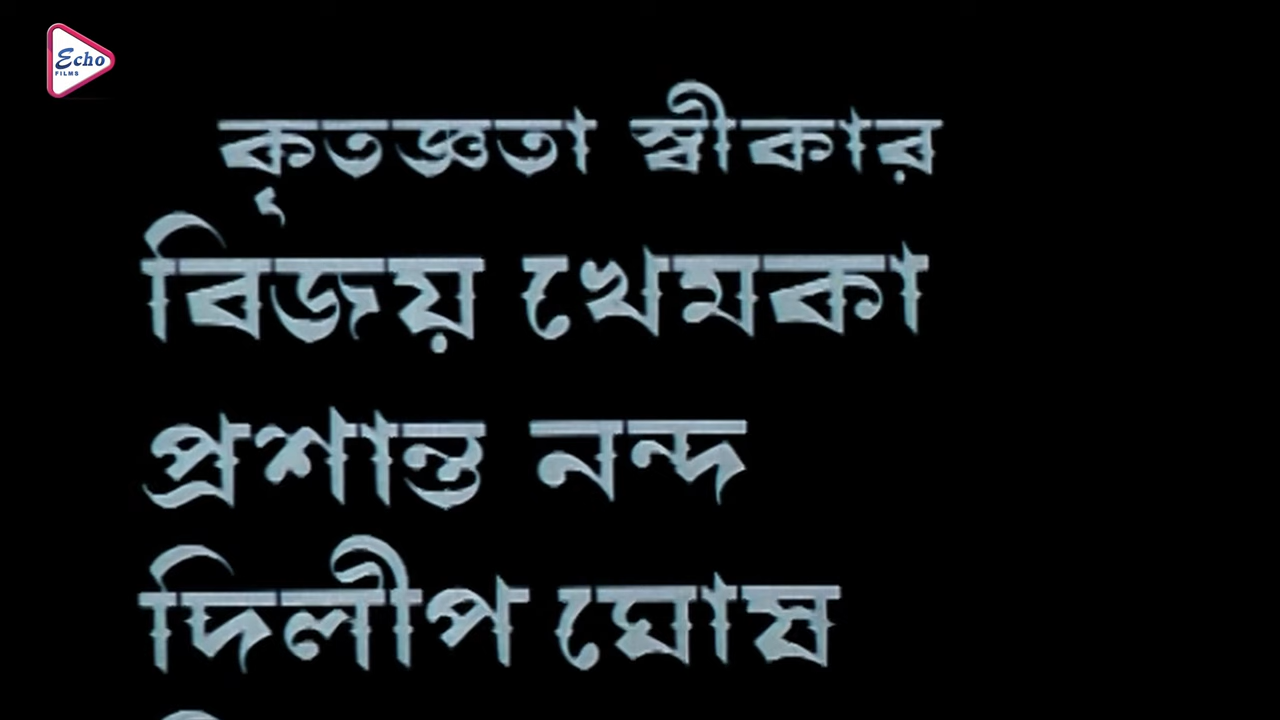 Echo
FILMS
কৃতজ্ঞতা স্বীকার
বিজয় খেমকা
প্রশান্ত নন্দ
দিলীপ ঘোষ